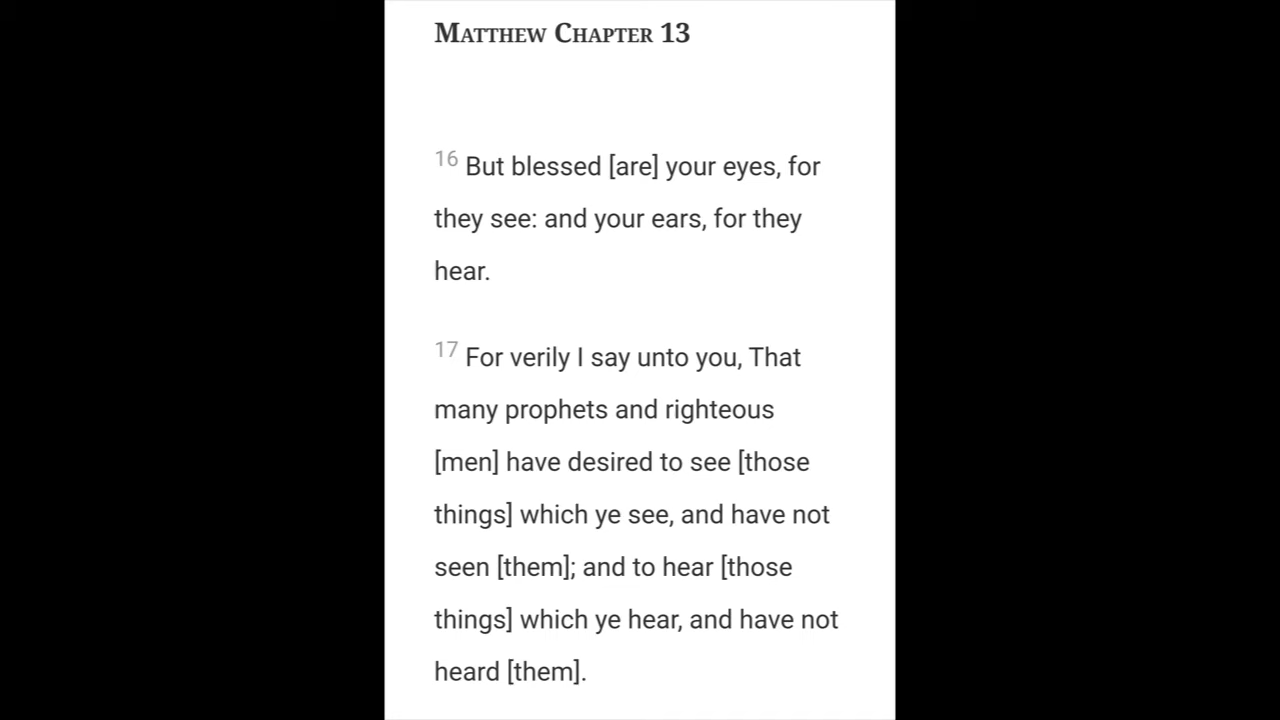 Matthew Chapter 13
16 But blessed [are] your eyes, for
they see: and your ears, for they
hear.
17 For verily I say unto you, That
many prophets and righteous
[men] have desired to see [those
things] which ye see, and have not
seen [them]; and to hear [those
things] which ye hear, and have not
heard [them].